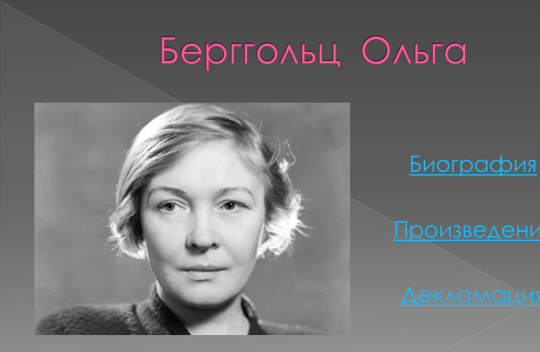 Берггольц Ольга
Биография
Произведени
Декламация